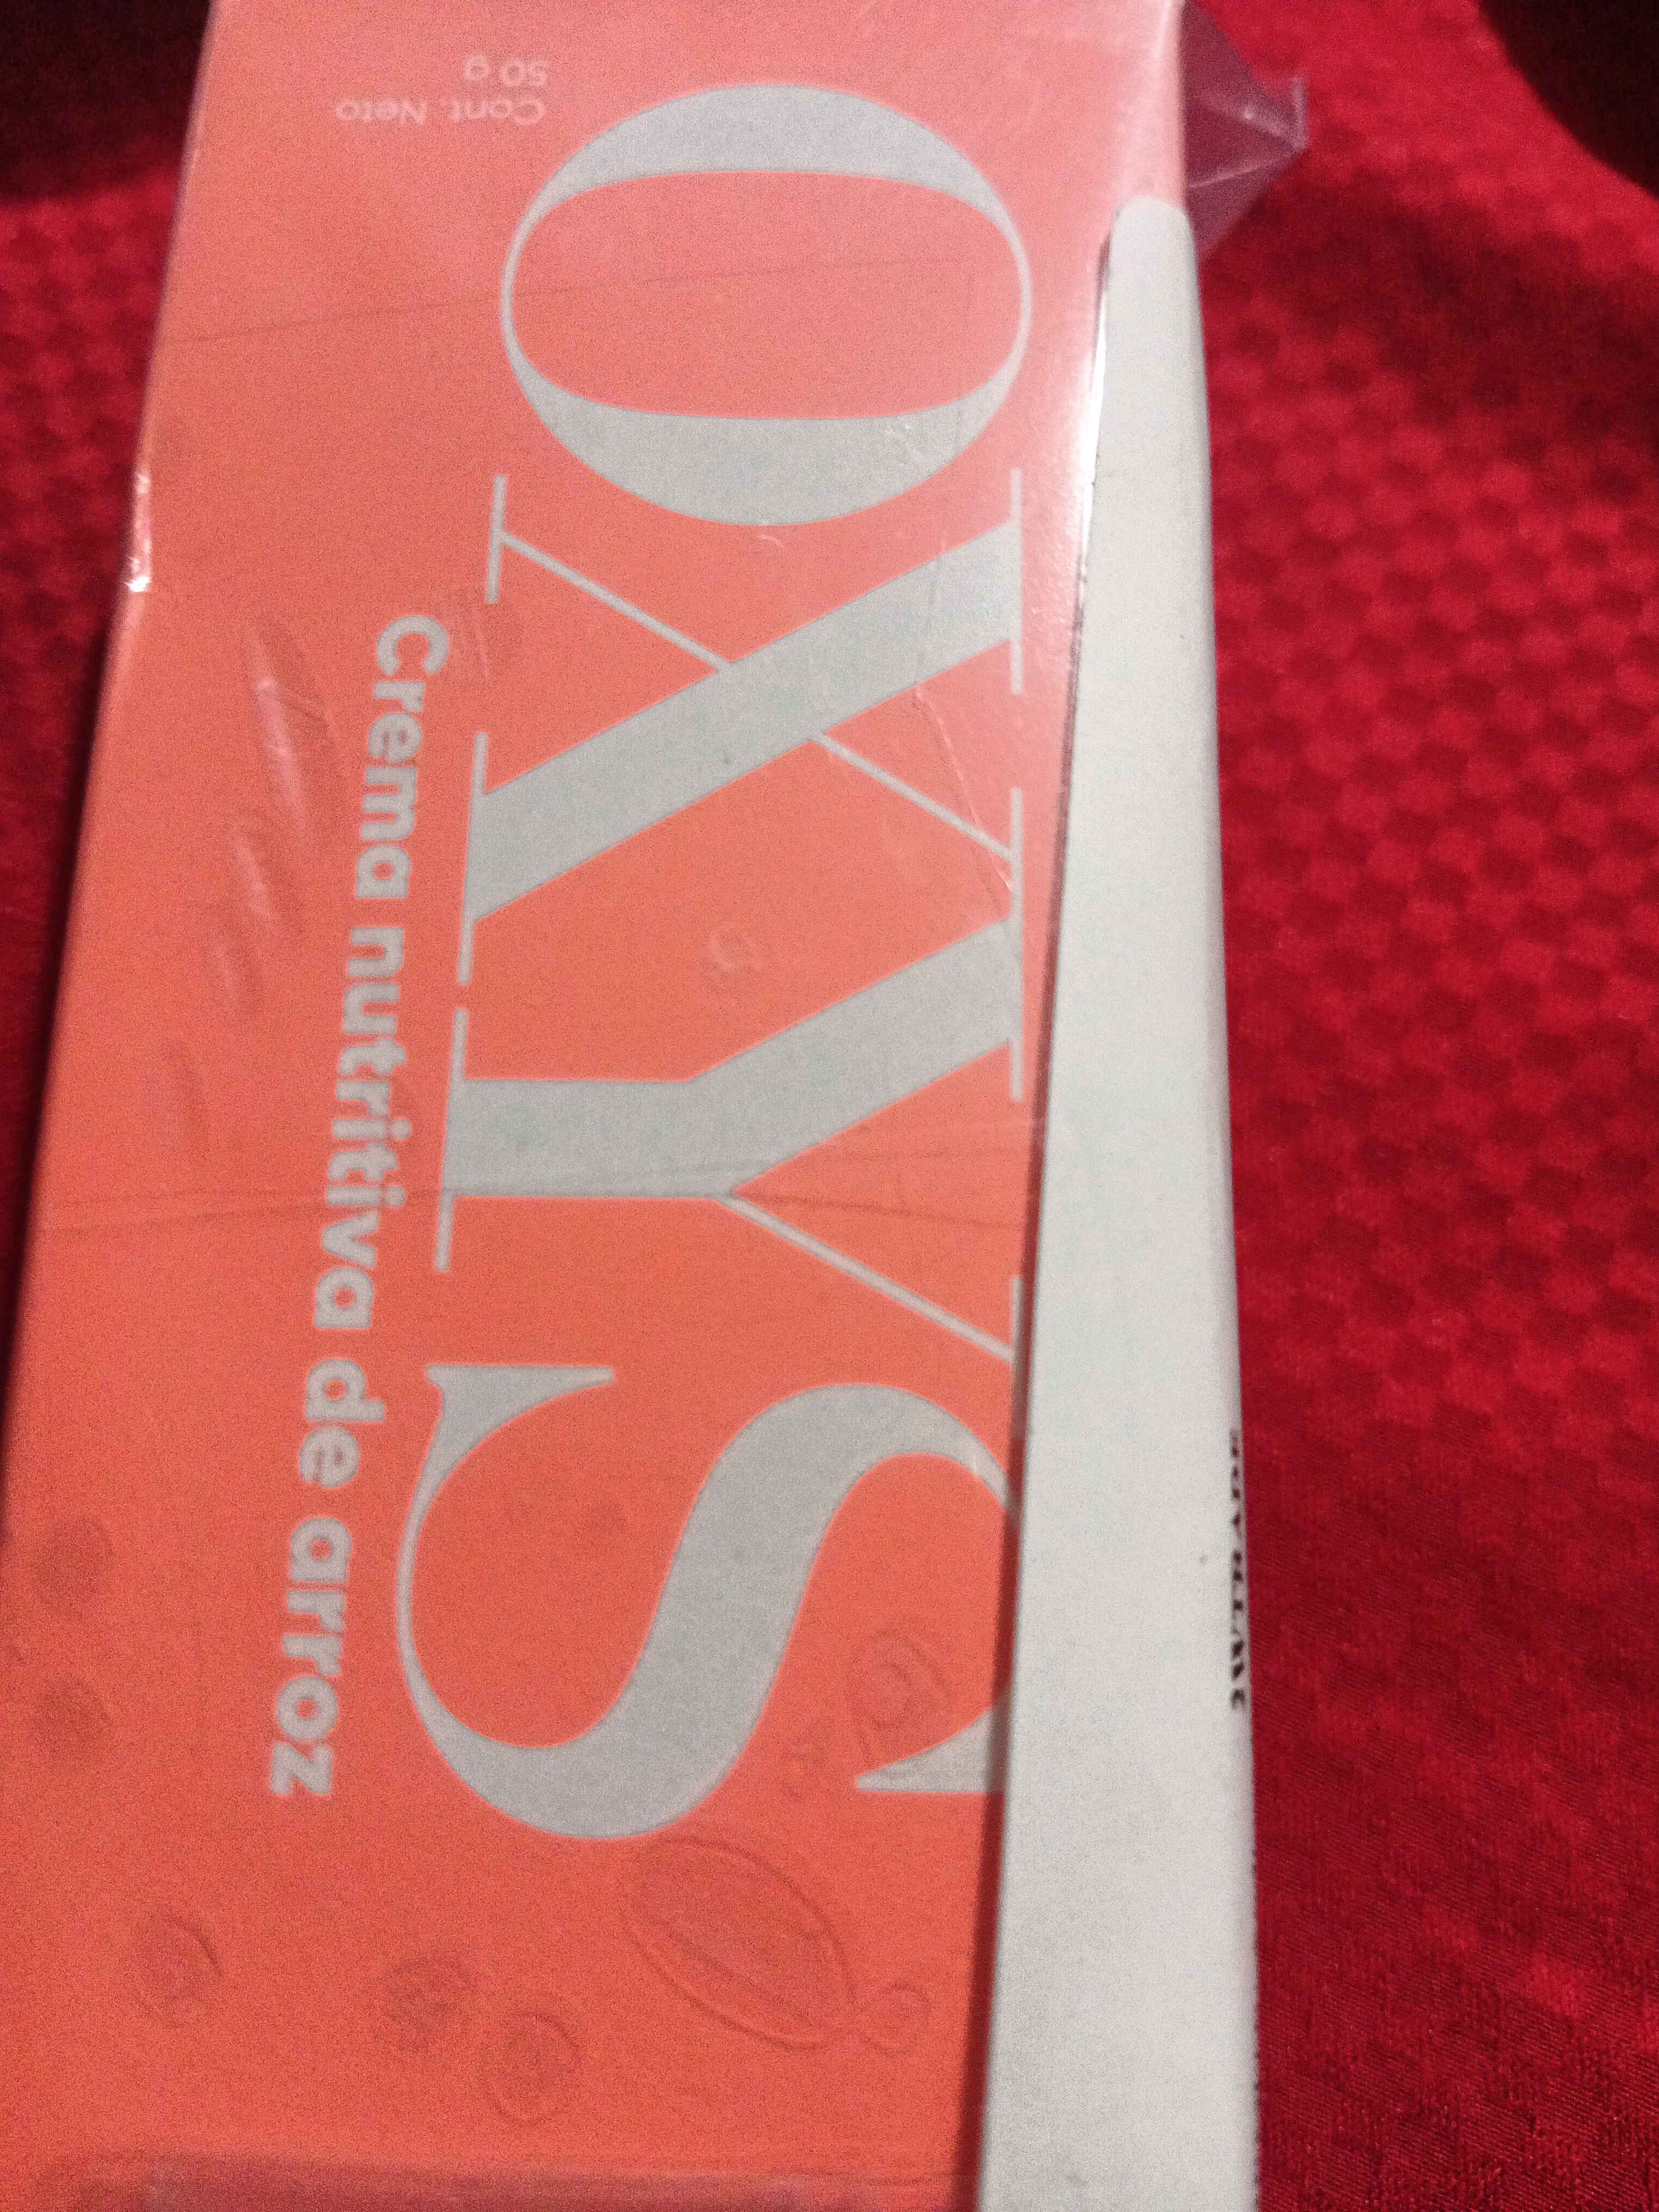 OXYS
Crema nutritiva de arroz
Cont. Neto
50 g